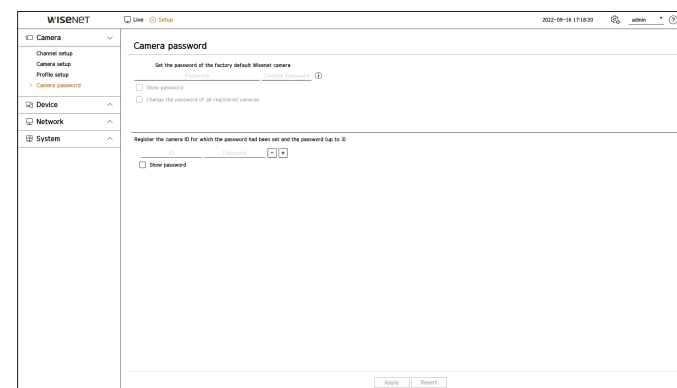 WISENET
Live Setup 2022-09-16 17:18:20 admin
Camera
Channel setup
Camera setup
Profile setup
> Camera password
Device
Network
System
Camera password
Set the password of the factory default Wisenet camera
Password Confirm Password
Show password
Change the password of all registered cameras
Register the camera ID for which the password had been set and the password (up to 3)
ID Password − +
Show password
Apply Revert